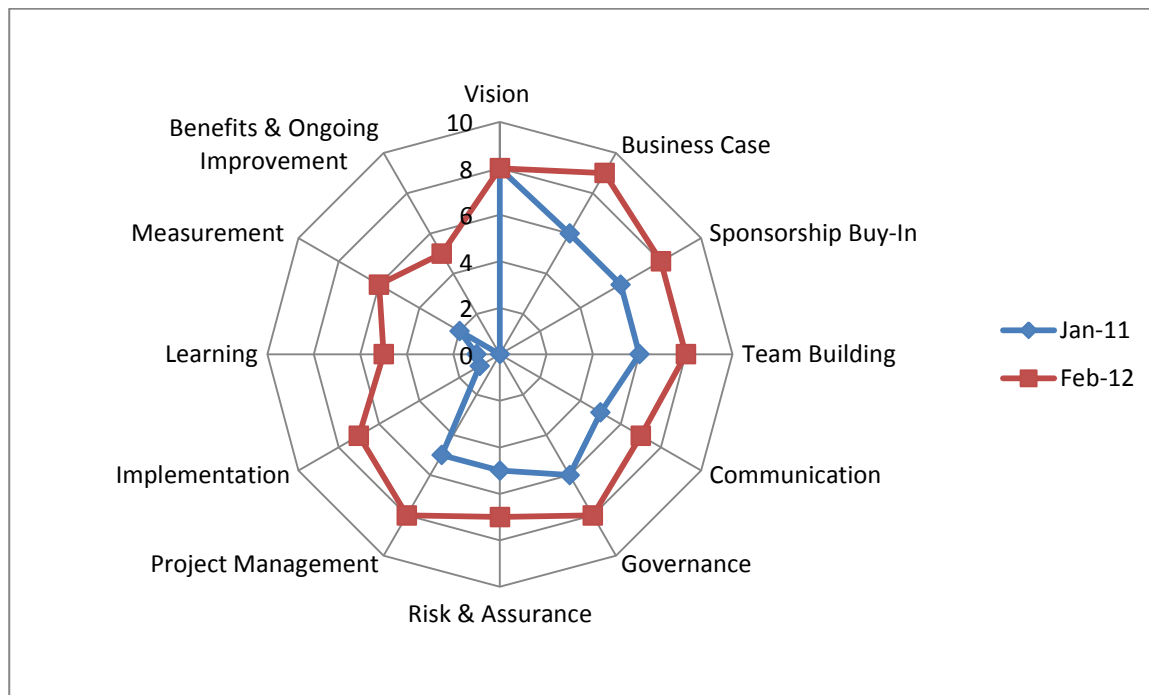 Vision
Business Case
Sponsorship Buy-In
Team Building
Communication
Governance
Risk & Assurance
Project Management
Implementation
Learning
Measurement
Benefits & Ongoing
Improvement
10
8
6
4
2
0
Jan-11
Feb-12